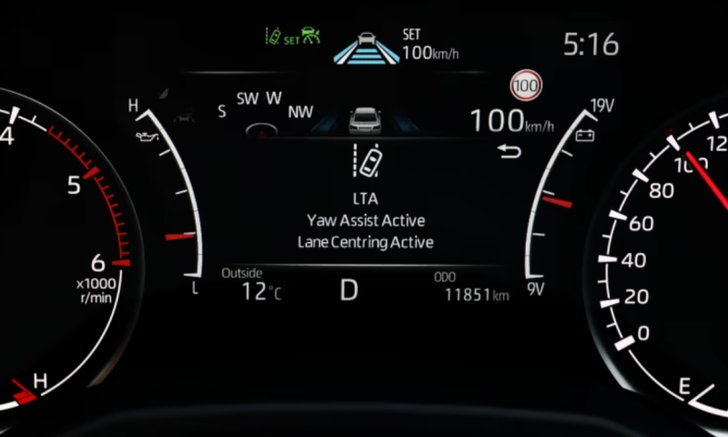 SET
SET
100km/h
5:16
100
H
S
SW
W
NW
100km/h
19V
4
5
6
x1000
r/min
LTA
Yaw Assist Active
Lane Centring Active
L
Outside
12°C
D
ODO
11851km
9V
12
100
80
60
40
20
0
H
E